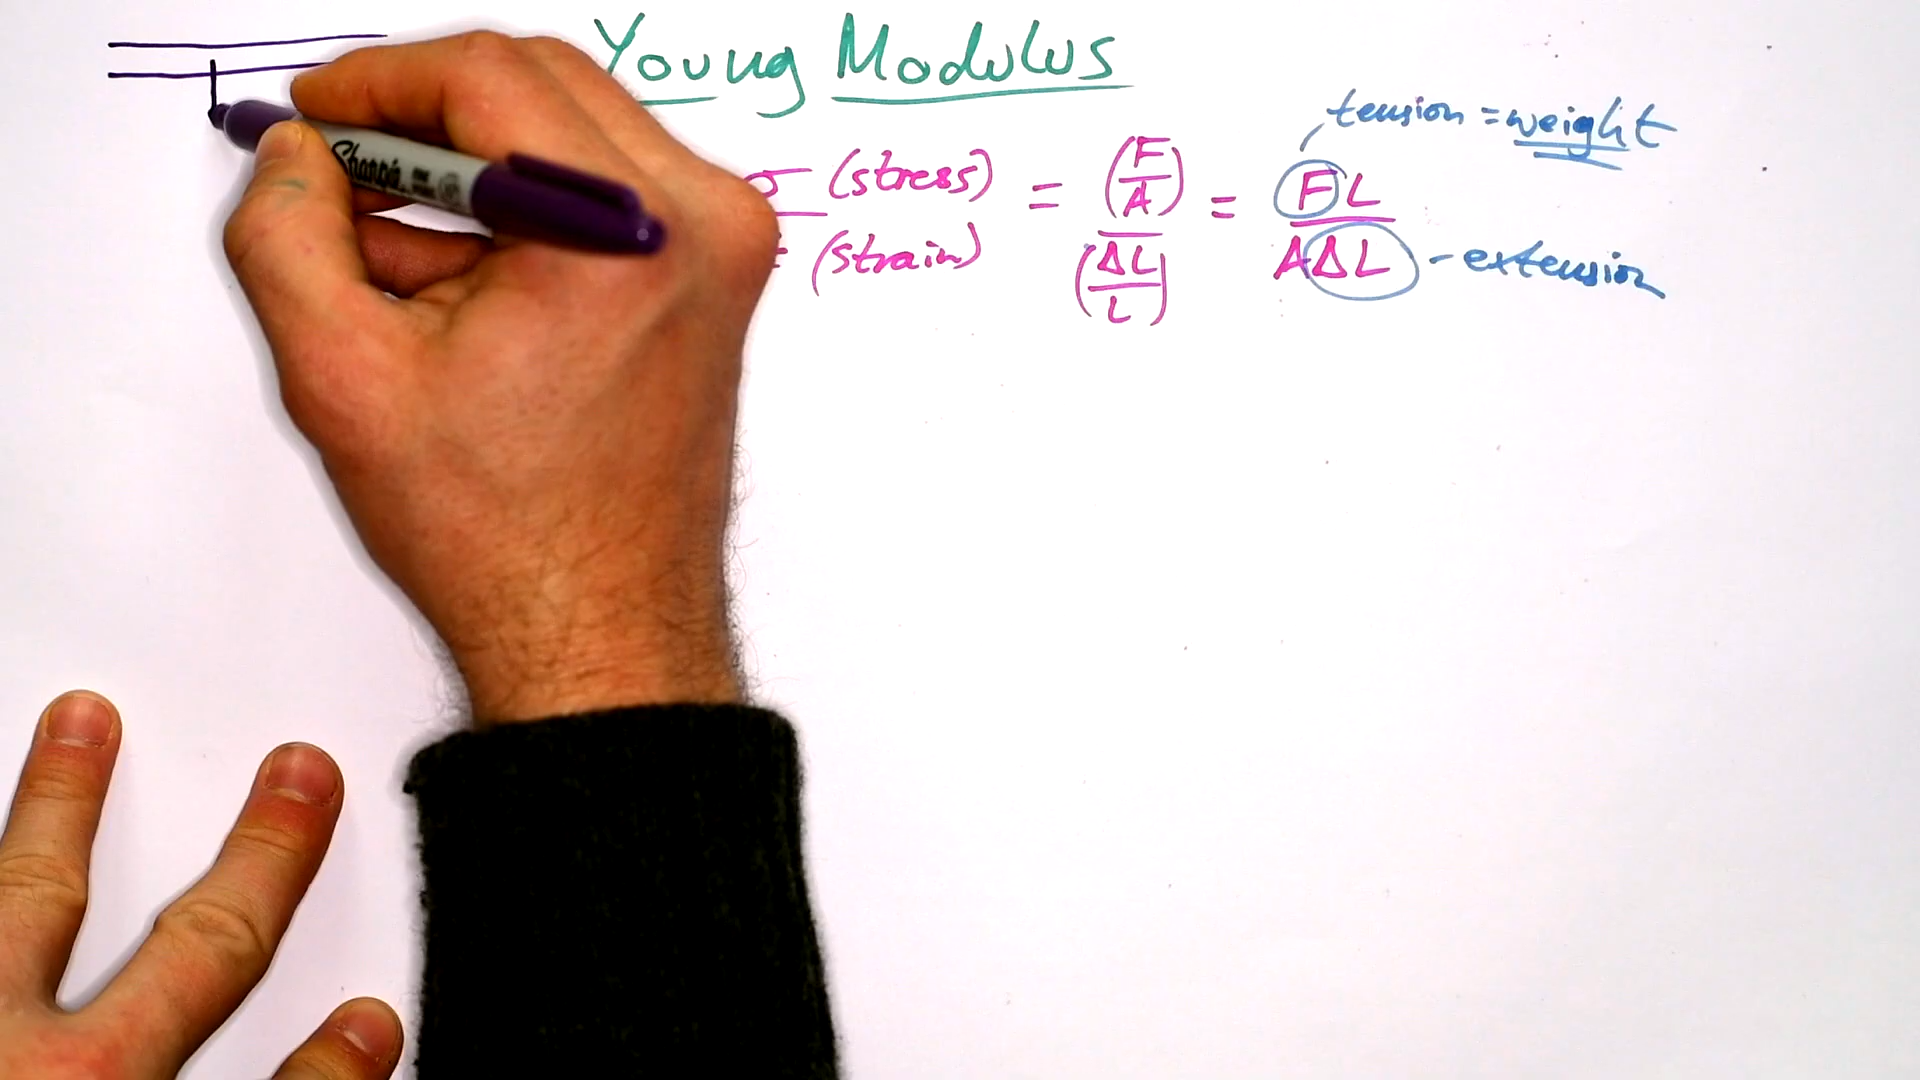 Young Modulus
tension = weight
σ (stress) = (F/A) = FL
ε (strain) (ΔL/L) AΔL - extension
Sharpie